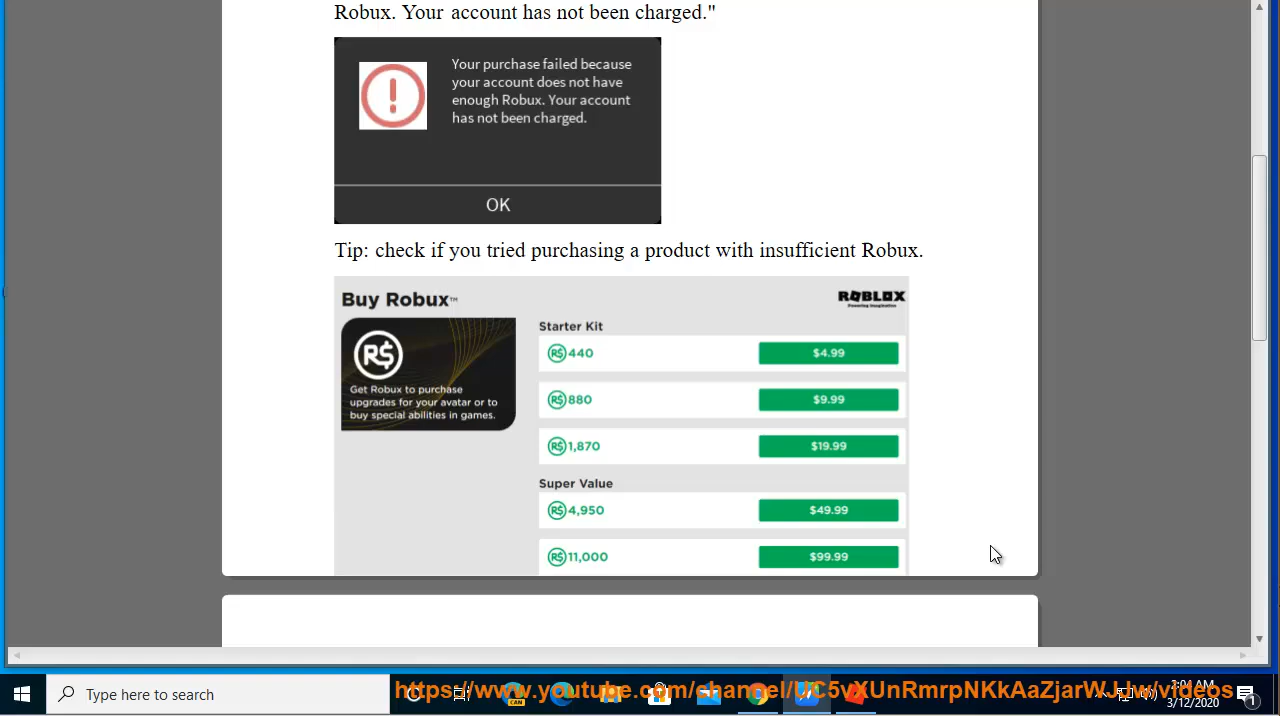 Robux. Your account has not been charged."
Your purchase failed because
your account does not have
enough Robux. Your account
has not been charged.
OK
Tip: check if you tried purchasing a product with insufficient Robux.
Buy Robux™
ROBLOX
Powering Imagination
R$
Get Robux to purchase
upgrades for your avatar or to
buy special abilities in games.
Starter Kit
R$ 440 $4.99
R$ 880 $9.99
R$ 1,870 $19.99
Super Value
R$ 4,950 $49.99
R$ 11,000 $99.99
Type here to search
CAN
3/12/2020
1